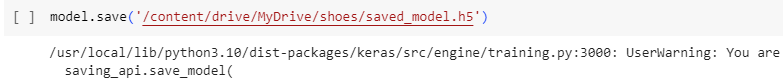 [ ] model.save('/content/drive/MyDrive/shoes/saved_model.h5')
/usr/local/lib/python3.10/dist-packages/keras/src/engine/training.py:3000: UserWarning: You are
saving_api.save_model(